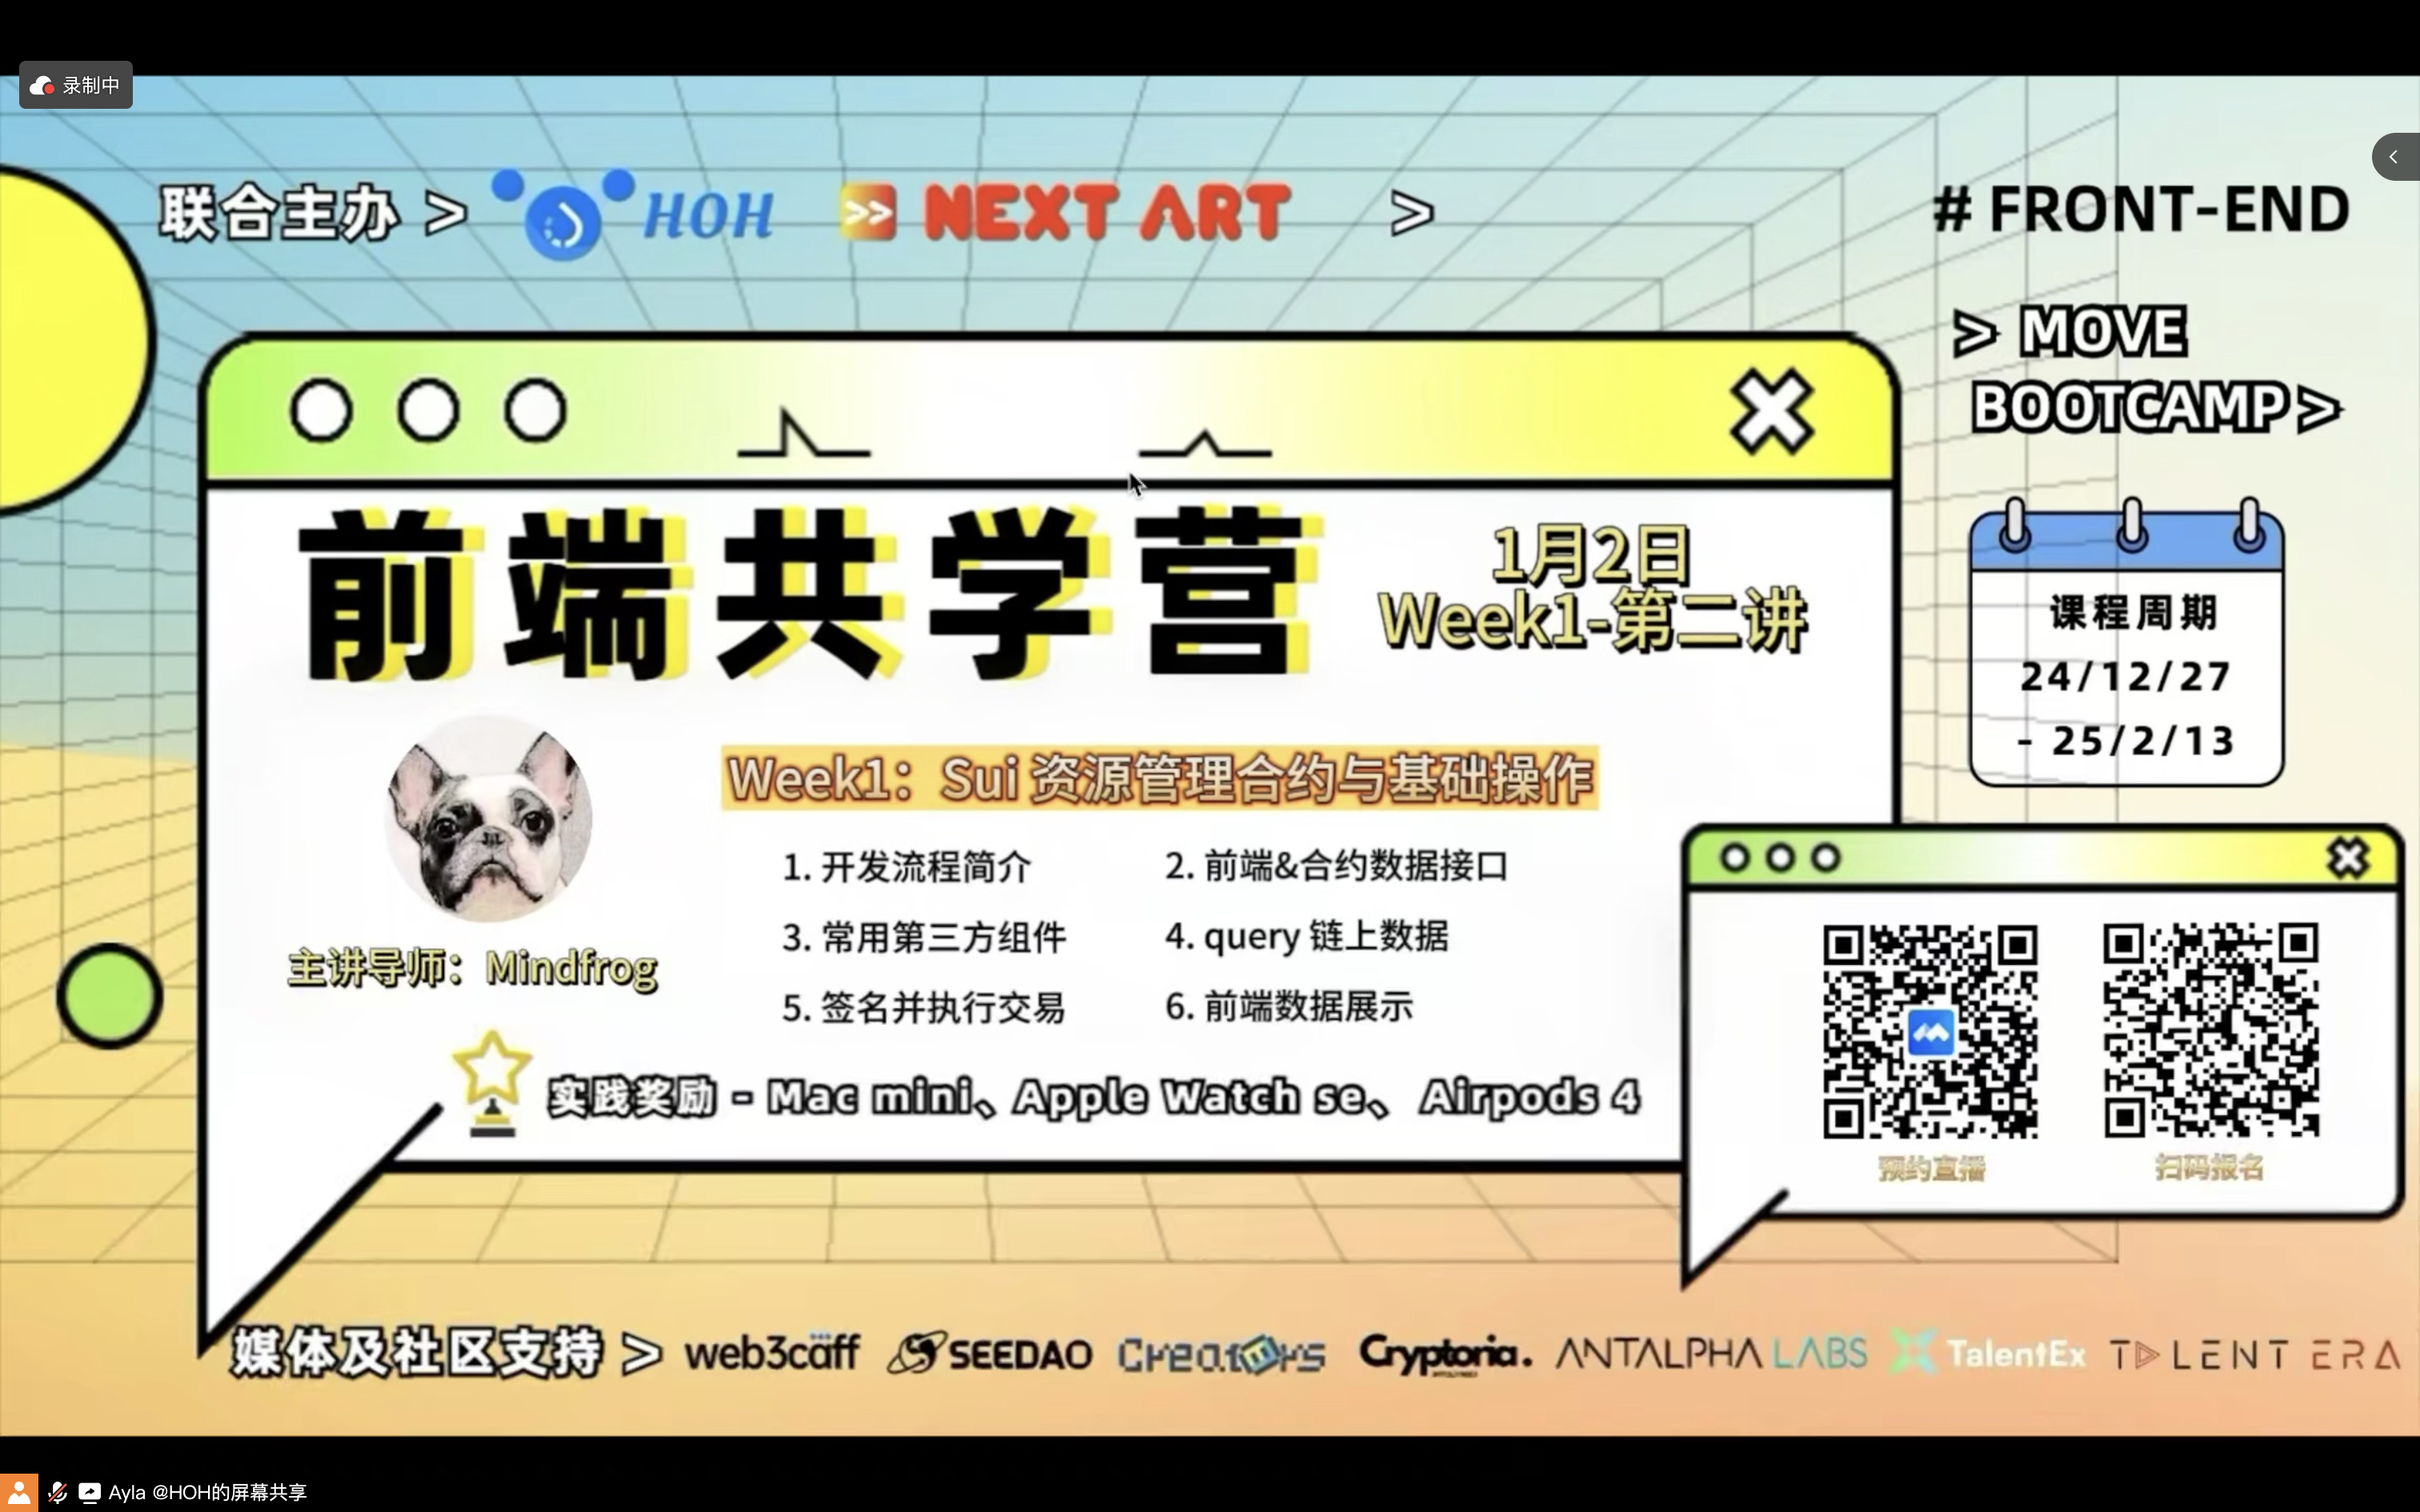 录制中
联合主办 > HOH >> NEXT ART >
# FRONT-END
> MOVE
BOOTCAMP>
前端共学营
1月2日
Week1-第二讲
课程周期
24/12/27
- 25/2/13
Week1：Sui 资源管理合约与基础操作
1. 开发流程简介
2. 前端&合约数据接口
3. 常用第三方组件
4. query 链上数据
5. 签名并执行交易
6. 前端数据展示
主讲导师：Mindfrog
实践奖励 - Mac mini、Apple Watch se、 Airpods 4
预约直播
扫码报名
媒体及社区支持 > web3caff SEEDAO Creators Cryptoria. ANTALPHA LABS TalentEx TALENT ERA
Ayla @HOH的屏幕共享